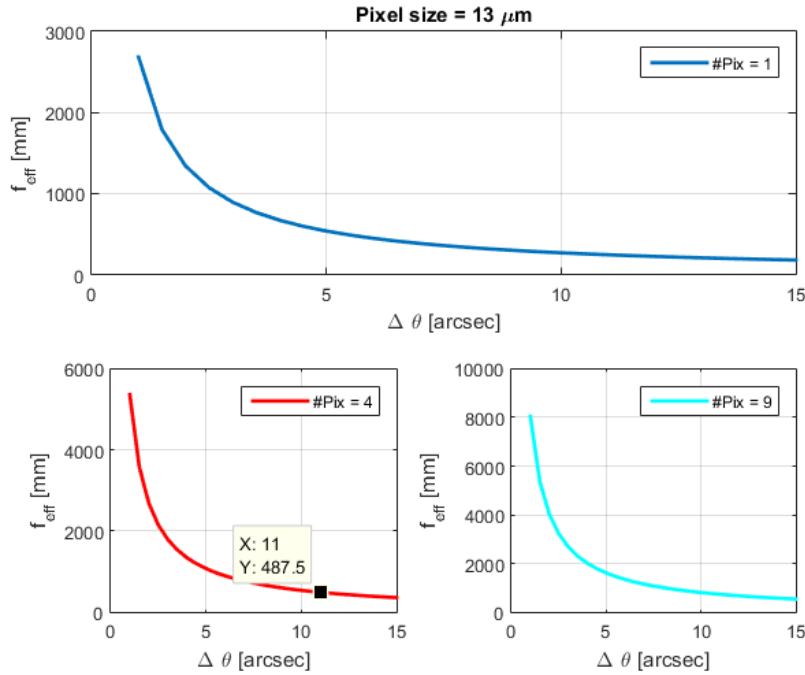 Pixel size = 13 μm
3000
2000
1000
0
f_eff [mm]
#Pix = 1
0
5
10
15
Δ θ [arcsec]
6000
4000
2000
0
f_eff [mm]
#Pix = 4
X: 11
Y: 487.5
0
5
10
15
Δ θ [arcsec]
10000
8000
6000
4000
2000
0
f_eff [mm]
#Pix = 9
0
5
10
15
Δ θ [arcsec]